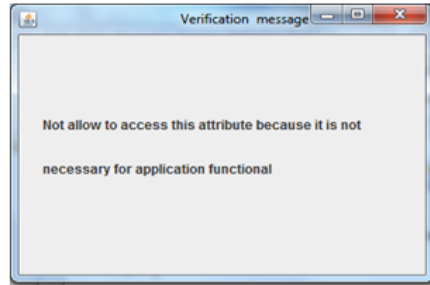 Verification message
Not allow to access this attribute because it is not
necessary for application functional